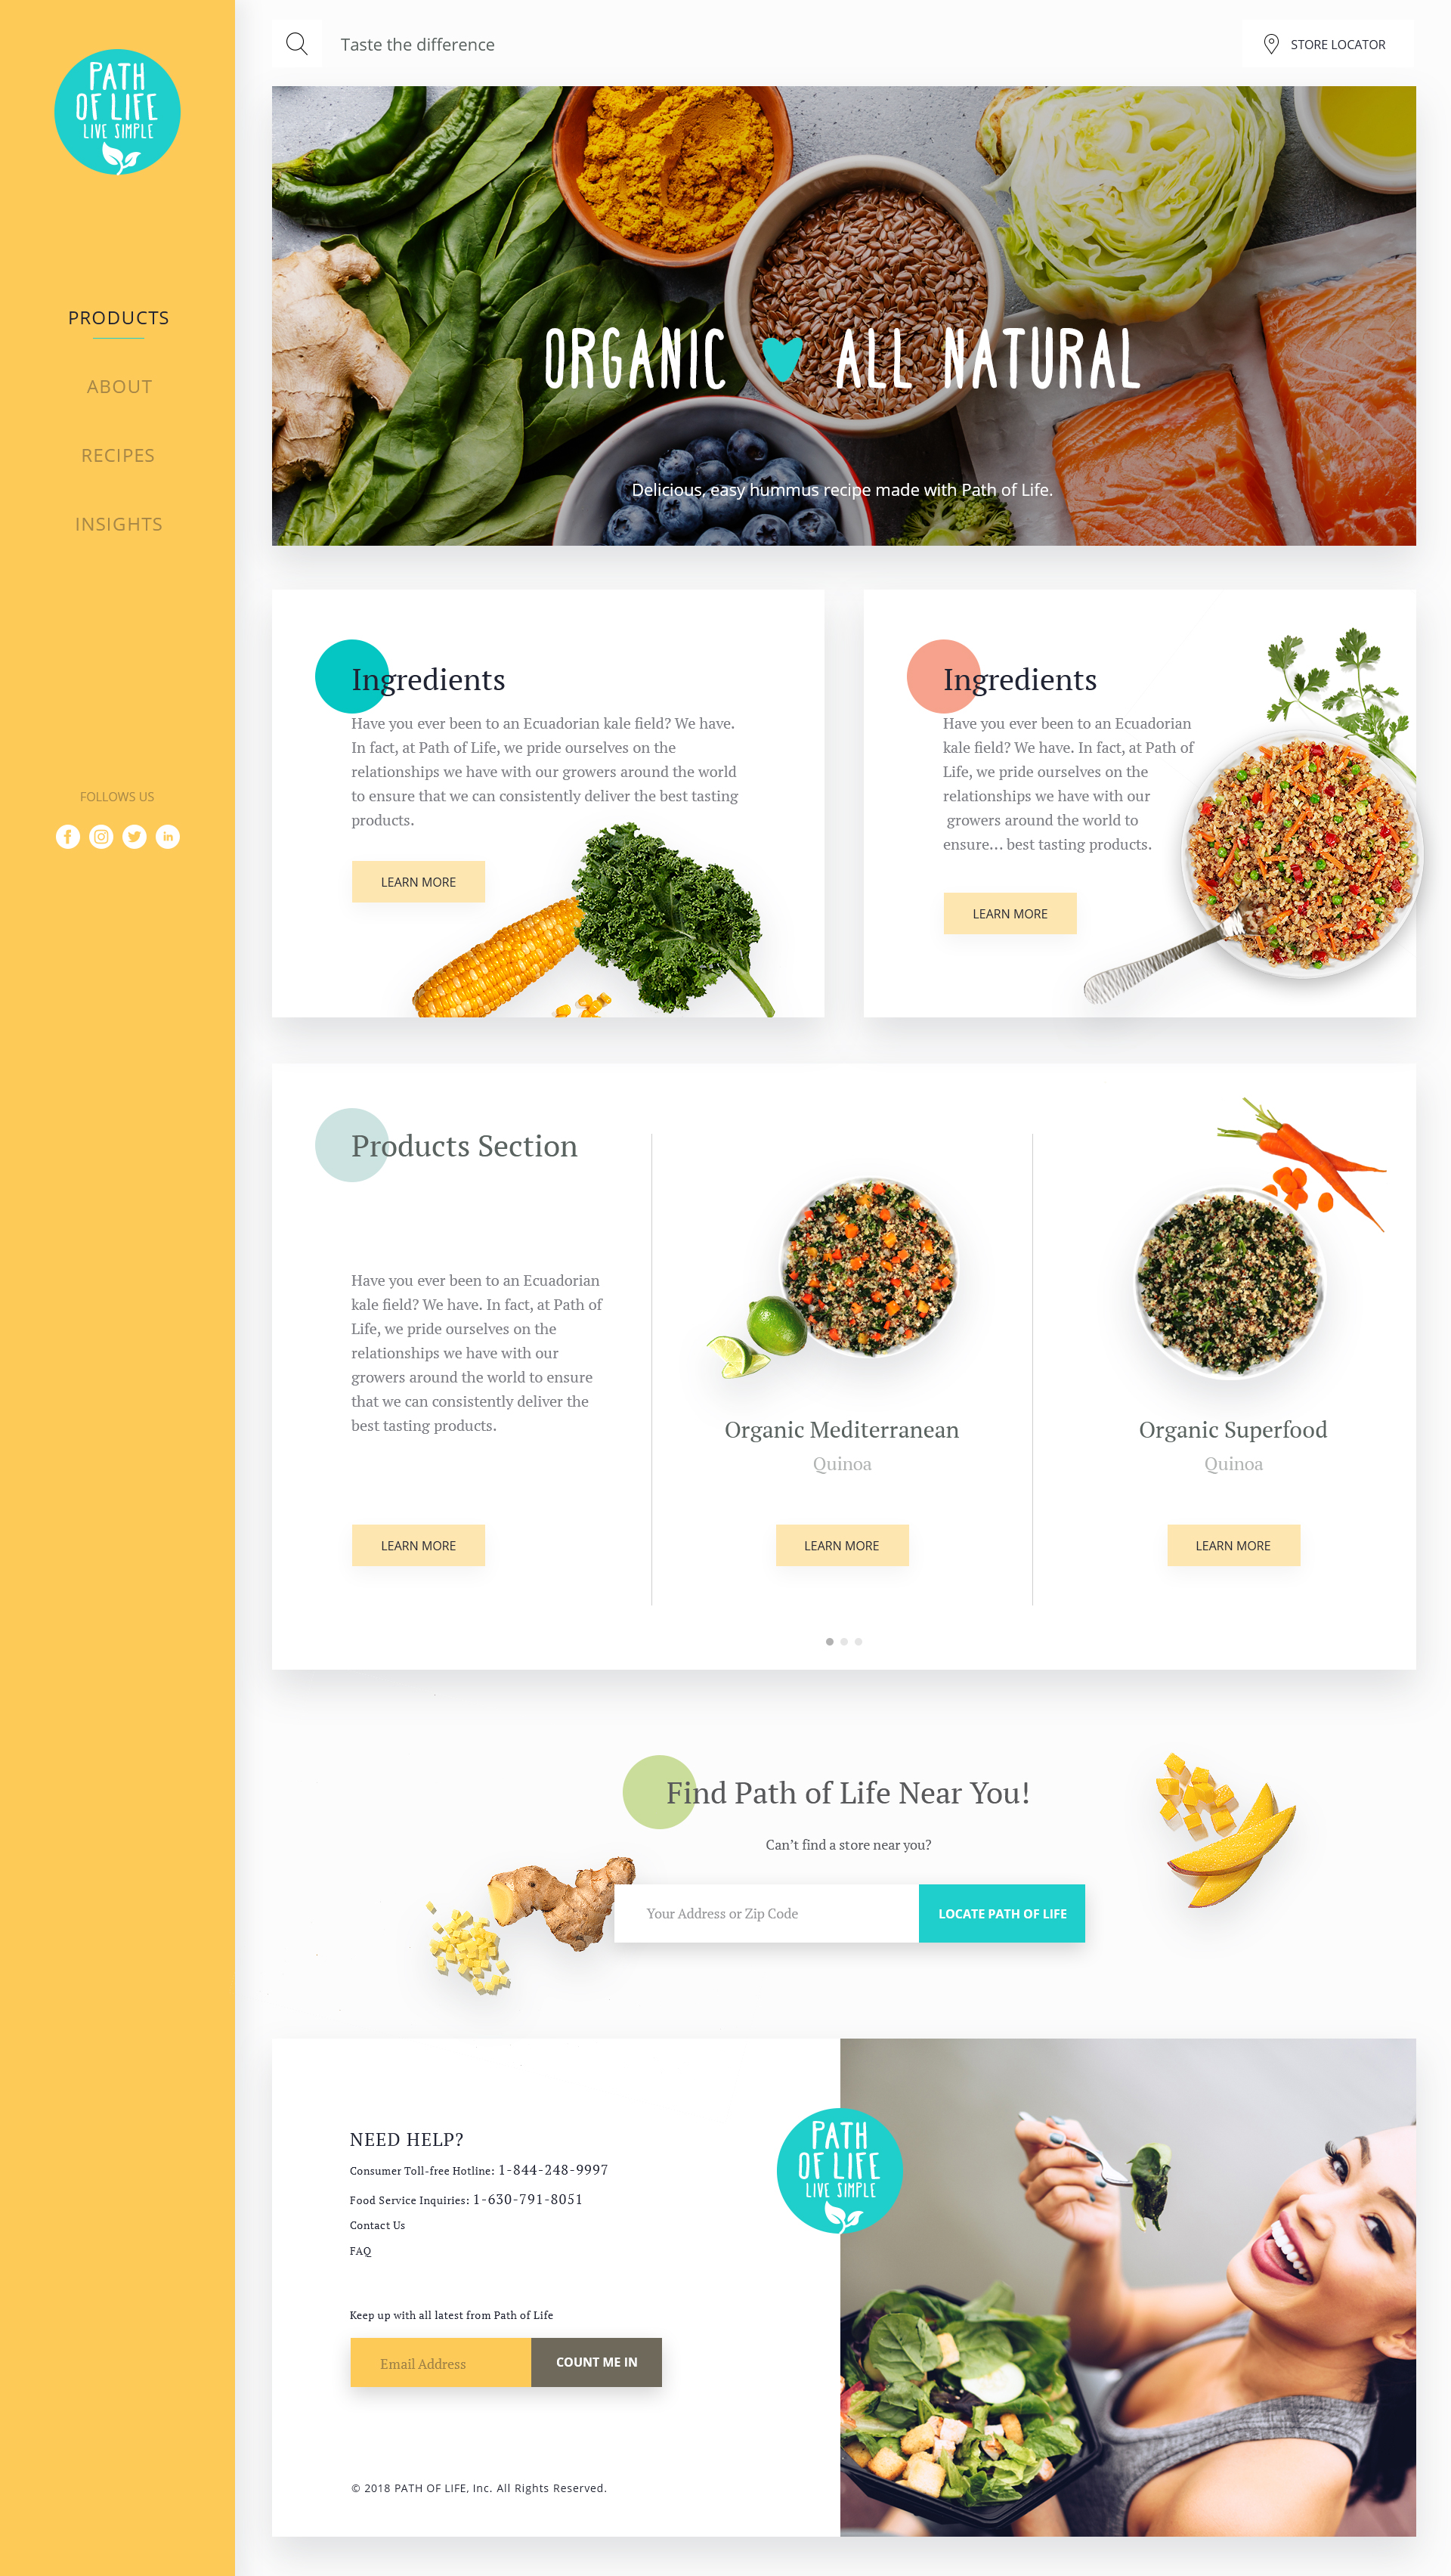 PATH
OF LIFE
LIVE SIMPLE
PRODUCTS
ABOUT
RECIPES
INSIGHTS
FOLLOWS US
Taste the difference
STORE LOCATOR
ORGANIC ALL NATURAL
Delicious, easy hummus recipe made with Path of Life.
Ingredients
Have you ever been to an Ecuadorian kale field? We have.
In fact, at Path of Life, we pride ourselves on the
relationships we have with our growers around the world
to ensure that we can consistently deliver the best tasting
products.
LEARN MORE
Ingredients
Have you ever been to an Ecuadorian
kale field? We have. In fact, at Path of
Life, we pride ourselves on the
relationships we have with our
growers around the world to
ensure... best tasting products.
LEARN MORE
Products Section
Have you ever been to an Ecuadorian
kale field? We have. In fact, at Path of
Life, we pride ourselves on the
relationships we have with our
growers around the world to ensure
that we can consistently deliver the
best tasting products.
LEARN MORE
Organic Mediterranean
Quinoa
LEARN MORE
Organic Superfood
Quinoa
LEARN MORE
Find Path of Life Near You!
Can't find a store near you?
Your Address or Zip Code
LOCATE PATH OF LIFE
NEED HELP?
Consumer Toll-free Hotline: 1-844-248-9997
Food Service Inquiries: 1-630-791-8051
Contact Us
FAQ
Keep up with all latest from Path of Life
Email Address
COUNT ME IN
© 2018 PATH OF LIFE, Inc. All Rights Reserved.
PATH
OF LIFE
LIVE SIMPLE